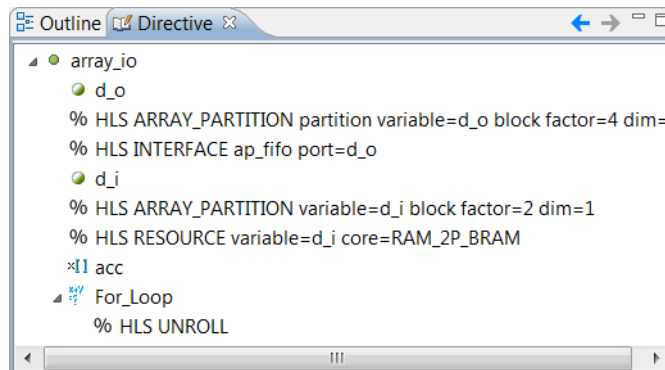 Outline Directive
array_io
d_o
% HLS ARRAY_PARTITION partition variable=d_o block factor=4 dim=
% HLS INTERFACE ap_fifo port=d_o
d_i
% HLS ARRAY_PARTITION variable=d_i block factor=2 dim=1
% HLS RESOURCE variable=d_i core=RAM_2P_BRAM
×[] acc
For_Loop
% HLS UNROLL